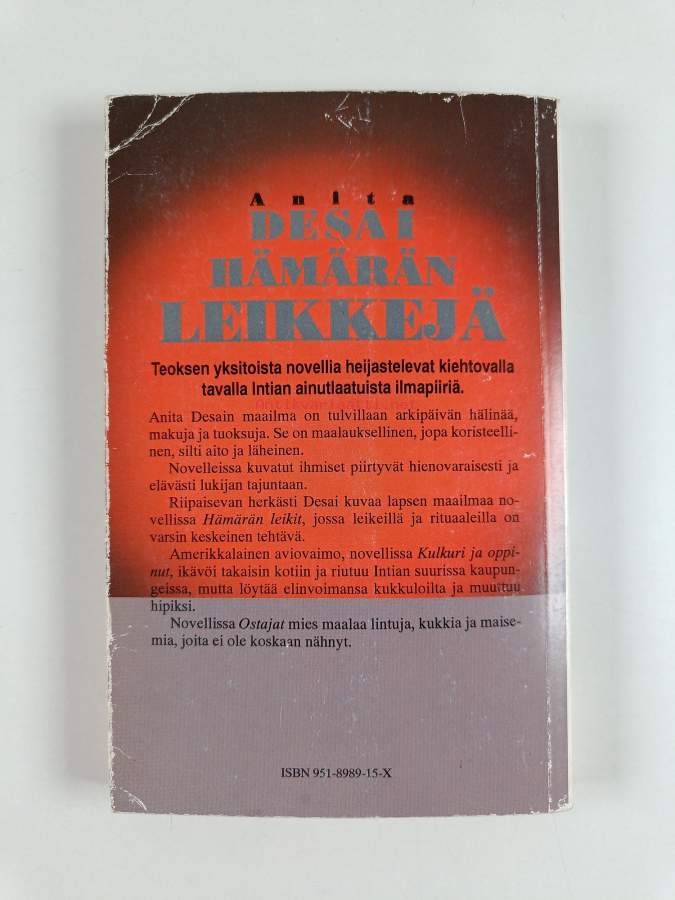 Anita
DESAI
HÄMÄRÄN
LEIKKEJÄ
Teoksen yksitoista novellia heijastelevat kiehtovalla
tavalla Intian ainutlaatuista ilmapiiriä.
Antikvariaatti.net
Anita Desain maailma on tulvillaan arkipäivän hälinää,
makuja ja tuoksuja. Se on maalauksellinen, jopa koristeelli-
nen, silti aito ja läheinen.
Novelleissa kuvatut ihmiset piirtyvät hienovaraisesti ja
elävästi lukijan tajuntaan.
Riipaisevan herkästi Desai kuvaa lapsen maailmaa no-
vellissa Hämärän leikit, jossa leikeillä ja rituaaleilla on
varsin keskeinen tehtävä.
Amerikkalainen aviovaimo, novellissa Kulkuri ja oppi-
nut, ikävöi takaisin kotiin ja riutuu Intian suurissa kaupun-
geissa, mutta löytää elinvoimansa kukkuloilta ja muuttuu
hipiksi.
Novellissa Ostajat mies maalaa lintuja, kukkia ja maise-
mia, joita ei ole koskaan nähnyt.
ISBN 951-8989-15-X